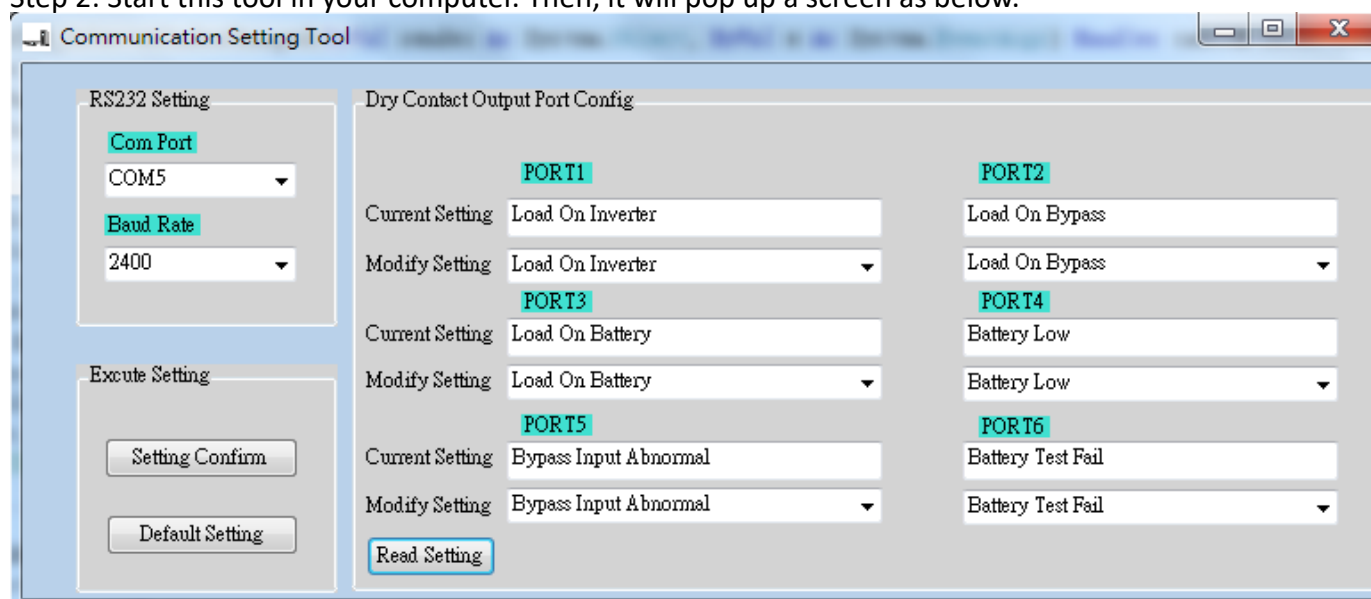 Step 2: Start this tool in your computer. Then, it will pop up a screen as below.
Communication Setting Tool
RS232 Setting
Com Port
COM5
Baud Rate
2400
Excute Setting
Setting Confirm
Default Setting
Dry Contact Output Port Config
PORT1 PORT2
Current Setting Load On Inverter Load On Bypass
Modify Setting Load On Inverter Load On Bypass
PORT3 PORT4
Current Setting Load On Battery Battery Low
Modify Setting Load On Battery Battery Low
PORT5 PORT6
Current Setting Bypass Input Abnormal Battery Test Fail
Modify Setting Bypass Input Abnormal Battery Test Fail
Read Setting